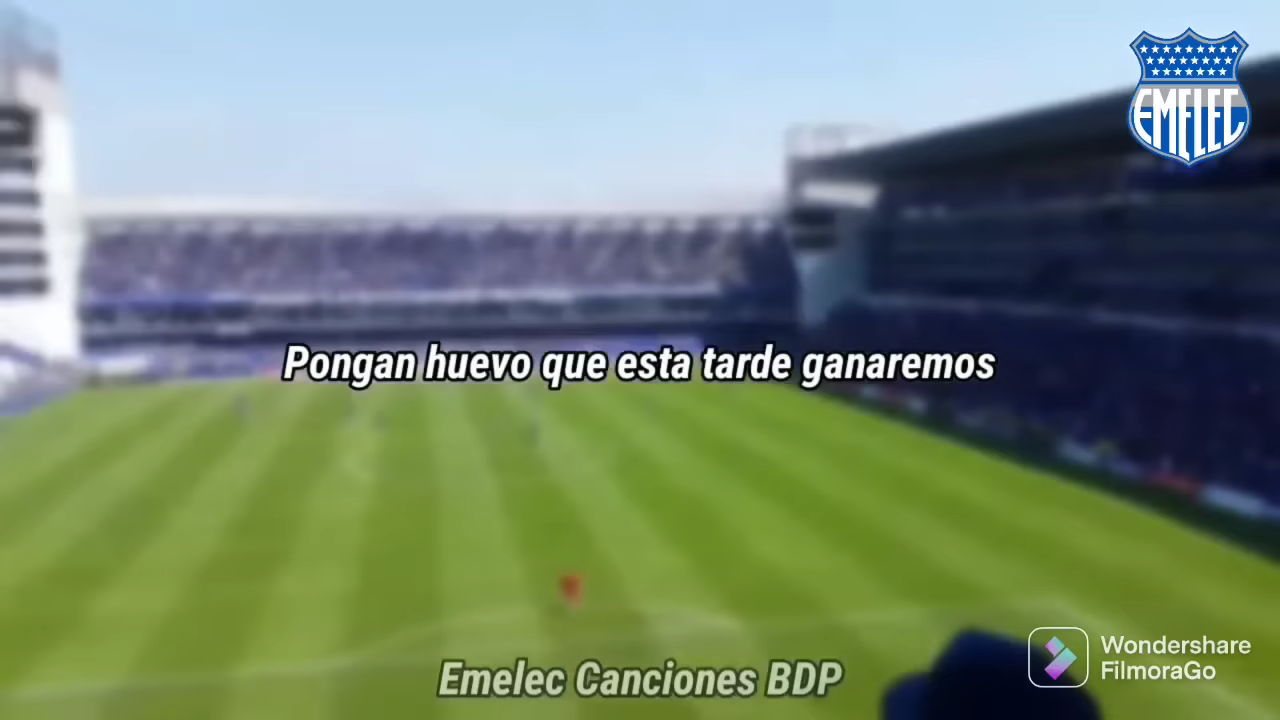 EMELEC
Pongan huevo que esta tarde ganaremos
Emelec Canciones BDP
Wondershare
FilmoraGo